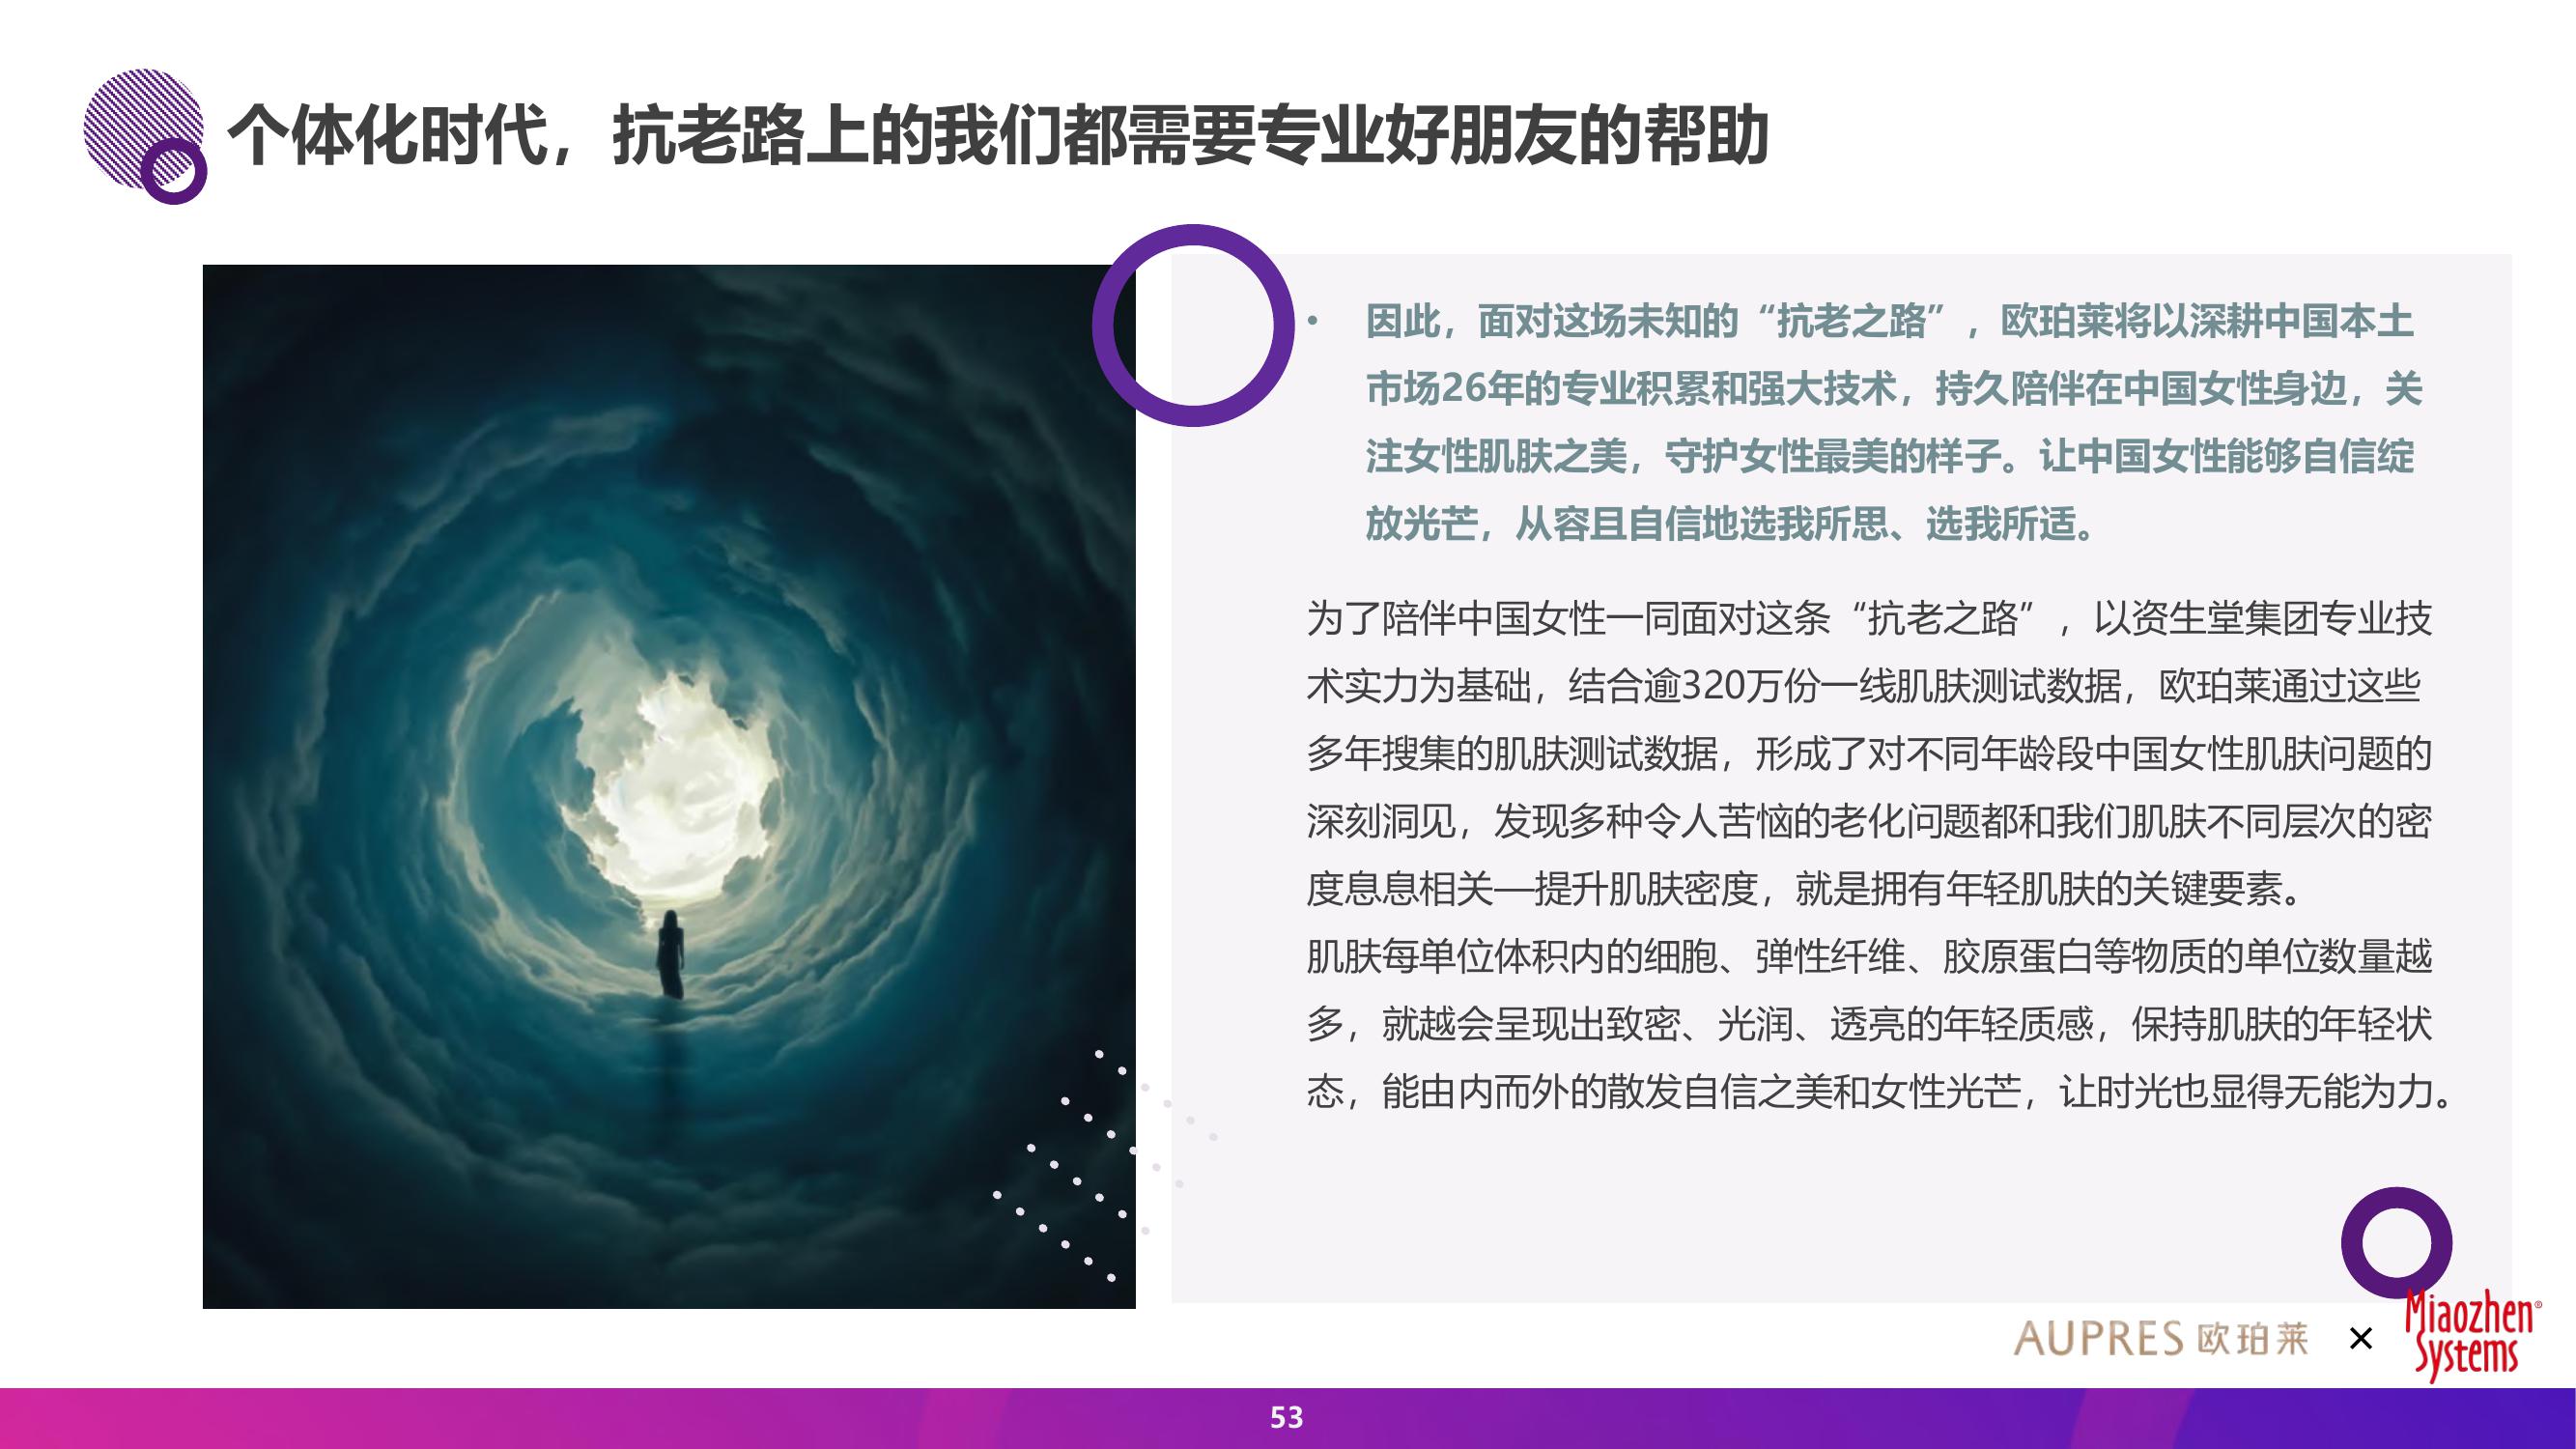 个体化时代，抗老路上的我们都需要专业好朋友的帮助
• 因此，面对这场未知的“抗老之路”，欧珀莱将以深耕中国本土
市场26年的专业积累和强大技术，持久陪伴在中国女性身边，关
注女性肌肤之美，守护女性最美的样子。让中国女性能够自信绽
放光芒，从容且自信地选我所思、选我所适。
为了陪伴中国女性一同面对这条“抗老之路”，以资生堂集团专业技
术实力为基础，结合逾320万份一线肌肤测试数据，欧珀莱通过这些
多年搜集的肌肤测试数据，形成了对不同年龄段中国女性肌肤问题的
深刻洞见，发现多种令人苦恼的老化问题都和我们肌肤不同层次的密
度息息相关—提升肌肤密度，就是拥有年轻肌肤的关键要素。
肌肤每单位体积内的细胞、弹性纤维、胶原蛋白等物质的单位数量越
多，就越会呈现出致密、光润、透亮的年轻质感，保持肌肤的年轻状
态，能由内而外的散发自信之美和女性光芒，让时光也显得无能为力。
AUPRES 欧珀莱 × Miaozhen®
Systems
53